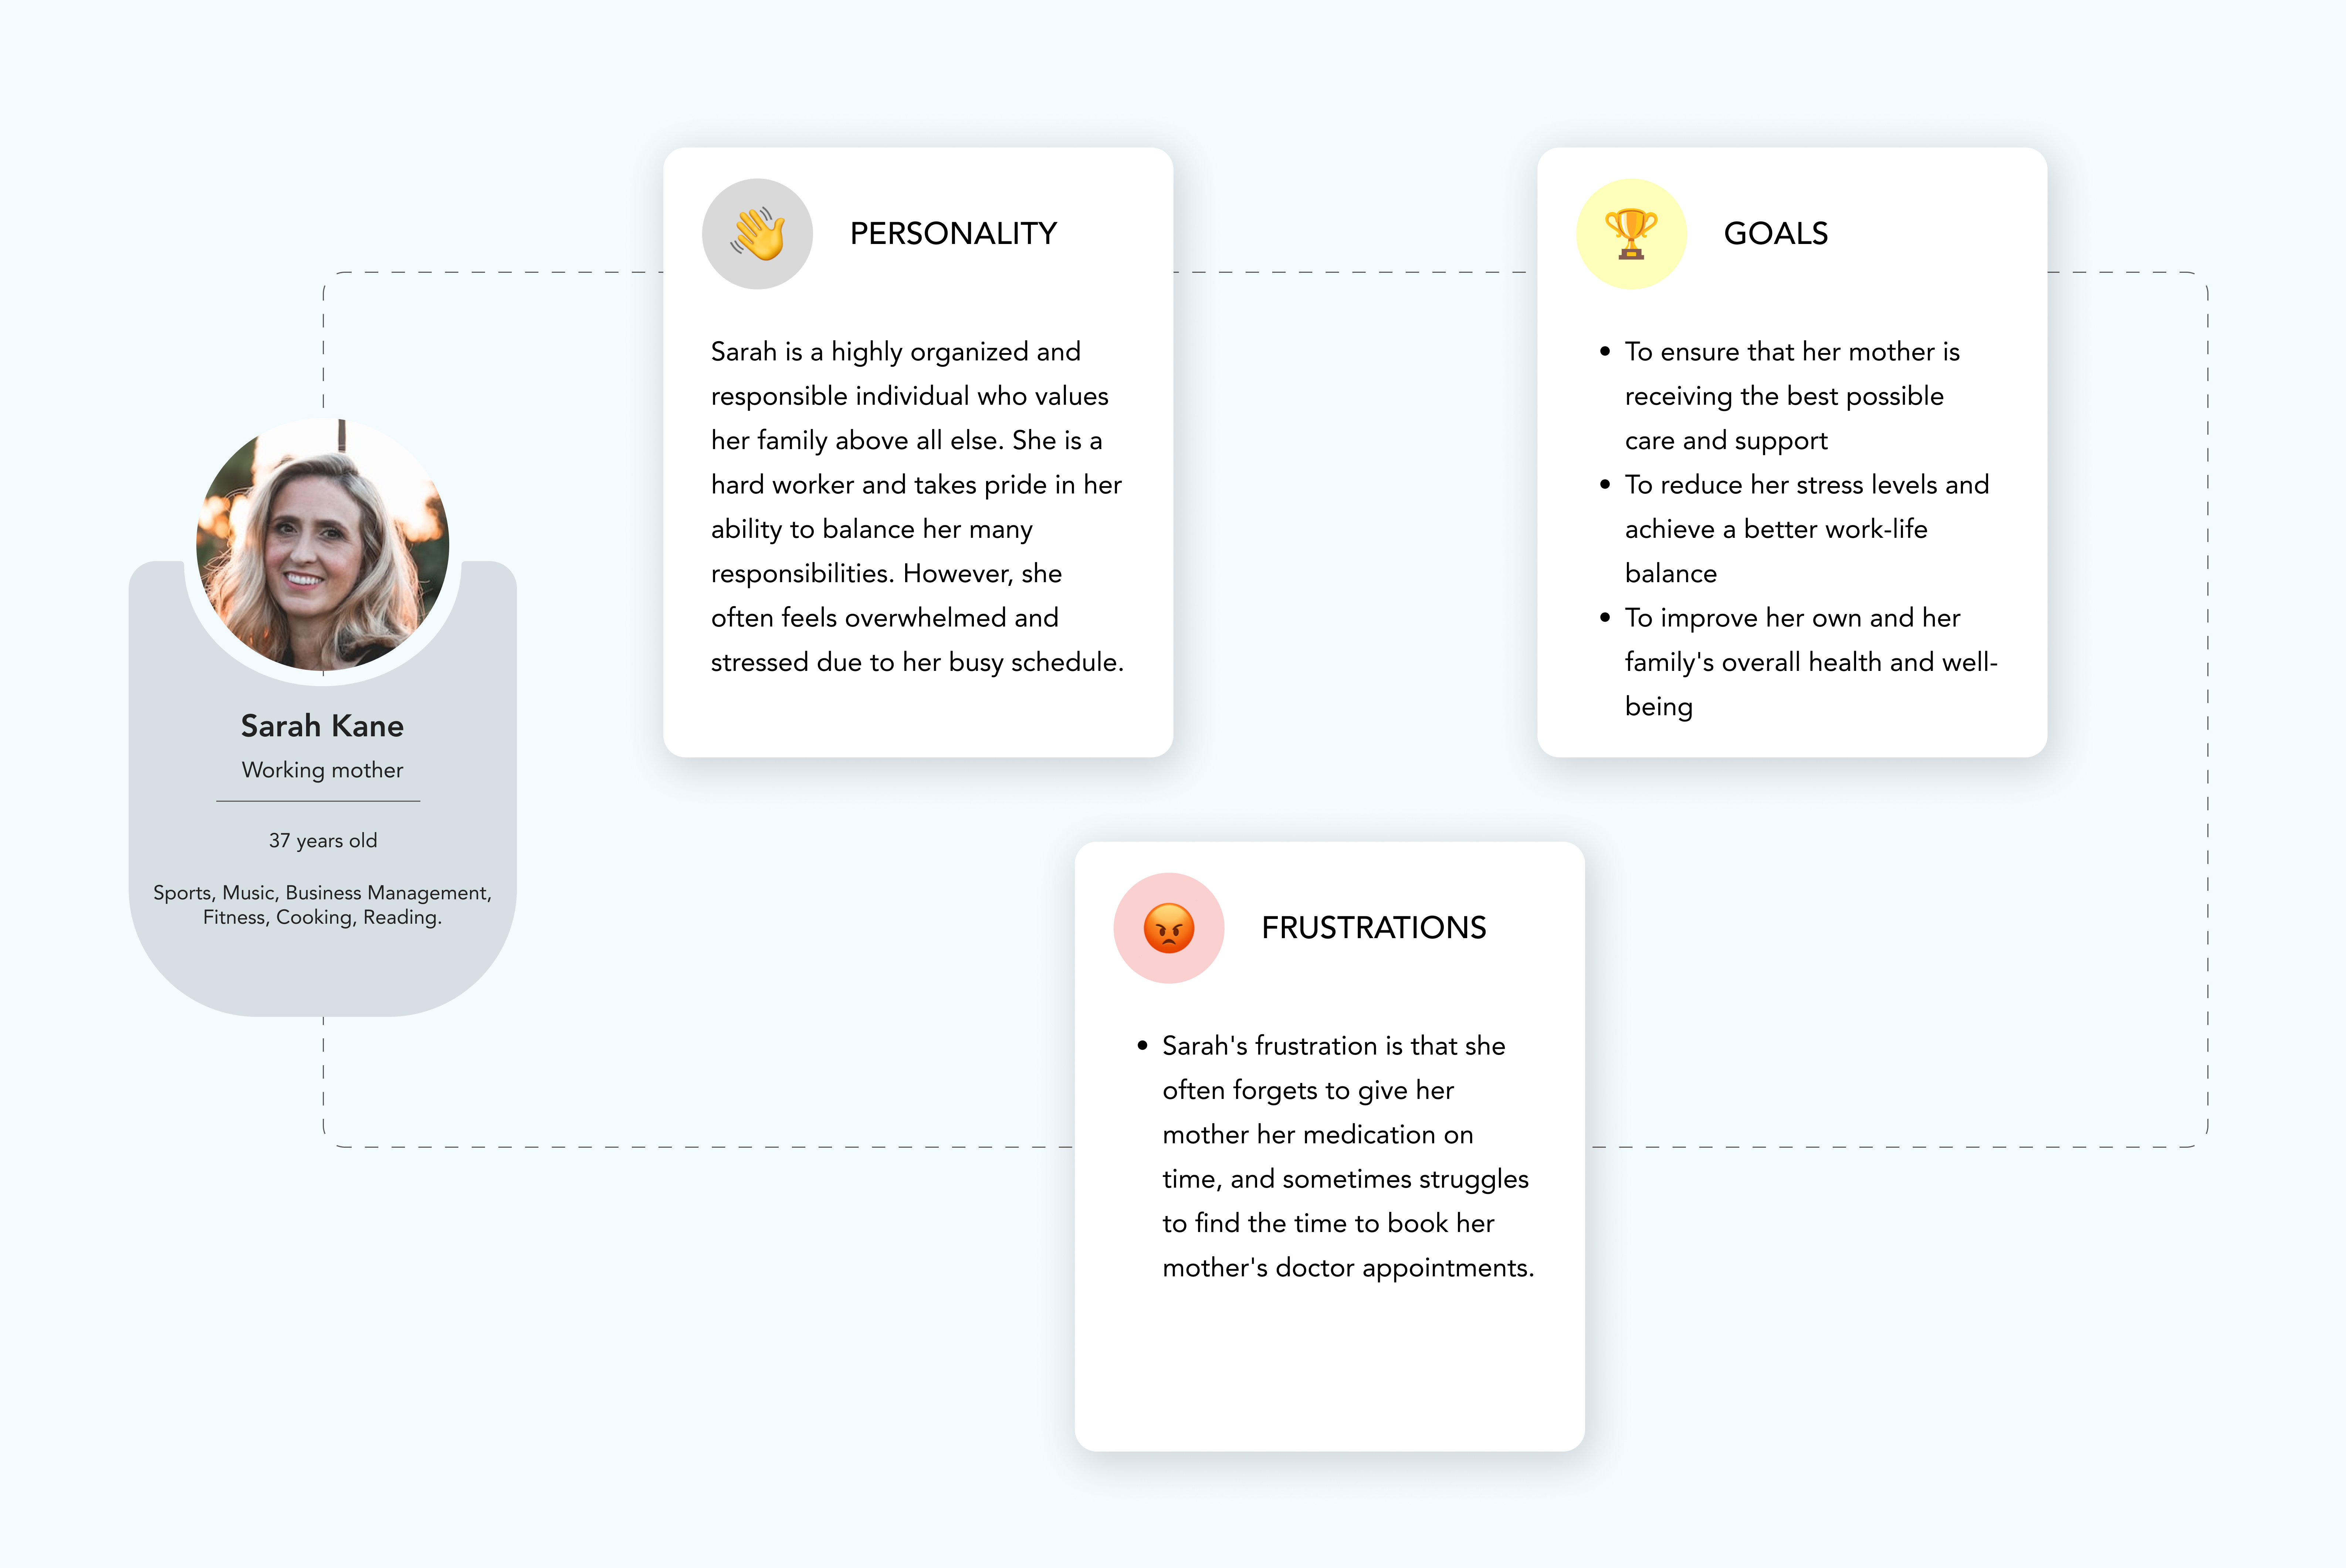 PERSONALITY
Sarah is a highly organized and
responsible individual who values
her family above all else. She is a
hard worker and takes pride in her
ability to balance her many
responsibilities. However, she
often feels overwhelmed and
stressed due to her busy schedule.
GOALS
• To ensure that her mother is
receiving the best possible
care and support
• To reduce her stress levels and
achieve a better work-life
balance
• To improve her own and her
family's overall health and well-
being
Sarah Kane
Working mother
37 years old
Sports, Music, Business Management,
Fitness, Cooking, Reading.
FRUSTRATIONS
• Sarah's frustration is that she
often forgets to give her
mother her medication on
time, and sometimes struggles
to find the time to book her
mother's doctor appointments.